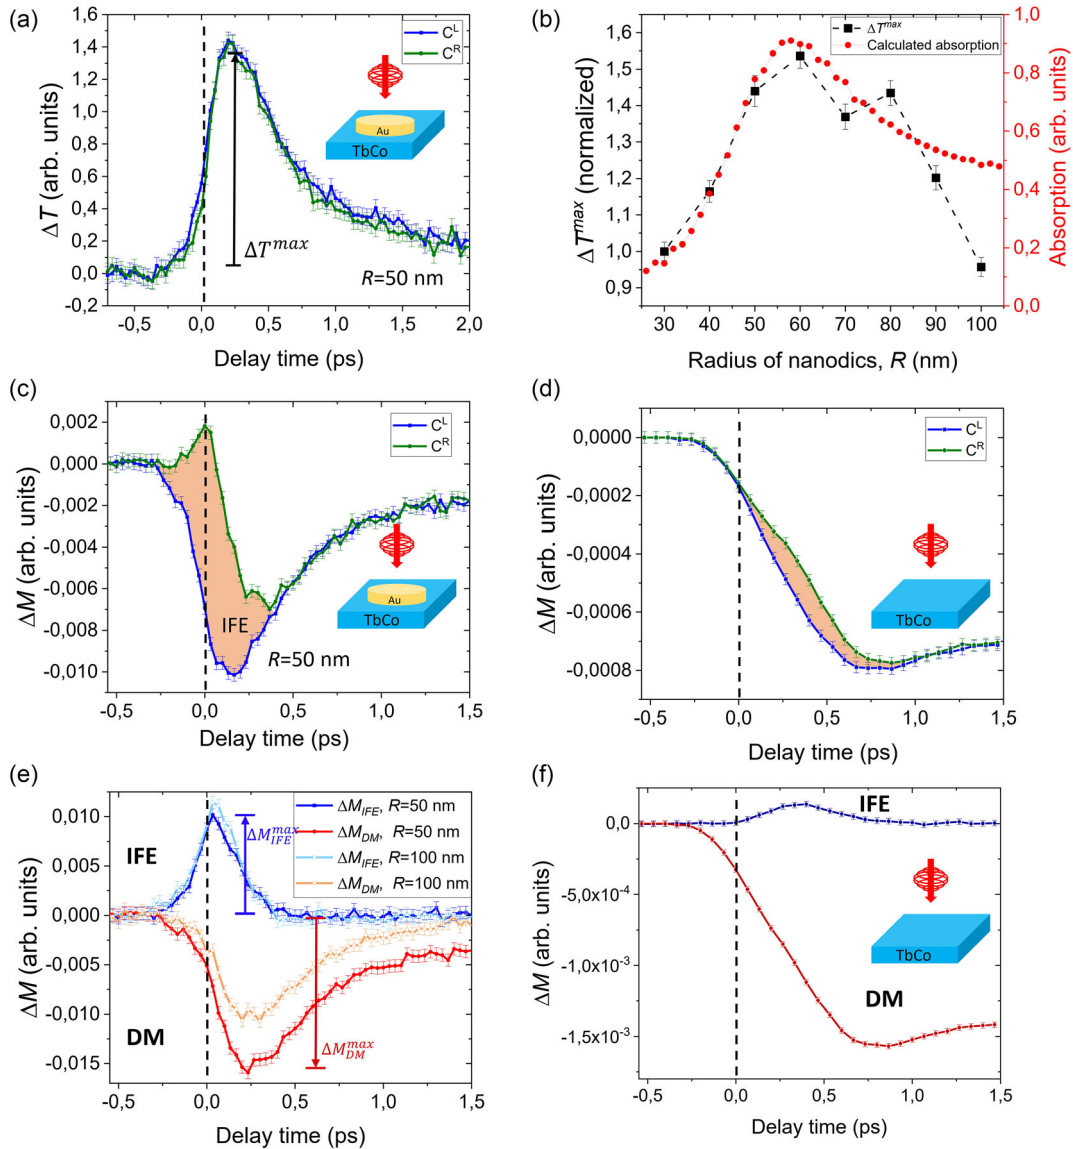 (a)
1,6
1,4
1,2
1,0
0,8
0,6
0,4
0,2
0,0
-0,2
ΔT (arb. units)
C^L
C^R
Au
TbCo
ΔT^max
R=50 nm
0,0 0,5 1,0 1,5 2,0
Delay time (ps)
(b)
1,6
1,5
1,4
1,3
1,2
1,1
1,0
0,9
ΔT^max (normalized)
ΔT^max
Calculated absorption
1,0
0,8
0,6
0,4
0,2
0,0
Absorption (arb. units)
30 40 50 60 70 80 90 100
Radius of nanodics, R (nm)
(c)
0,002
0,000
-0,002
-0,004
-0,006
-0,008
-0,010
ΔM (arb. units)
C^L
C^R
Au
TbCo
IFE
R=50 nm
-0,5 0,0 0,5 1,0 1,5
Delay time (ps)
(d)
0,0000
-0,0002
-0,0004
-0,0006
-0,0008
ΔM (arb. units)
C^L
C^R
TbCo
-0,5 0,0 0,5 1,0 1,5
Delay time (ps)
(e)
0,010
0,005
0,000
-0,005
-0,010
-0,015
ΔM (arb. units)
IFE
DM
ΔM_IFE^max
ΔM_IFE, R=50 nm
ΔM_DM, R=50 nm
ΔM_IFE, R=100 nm
ΔM_DM, R=100 nm
ΔM_DM^max
-0,5 0,0 0,5 1,0 1,5
Delay time (ps)
(f)
0,0
-5,0x10^-4
-1,0x10^-3
-1,5x10^-3
ΔM (arb. units)
IFE
TbCo
DM
-0,5 0,0 0,5 1,0 1,5
Delay time (ps)